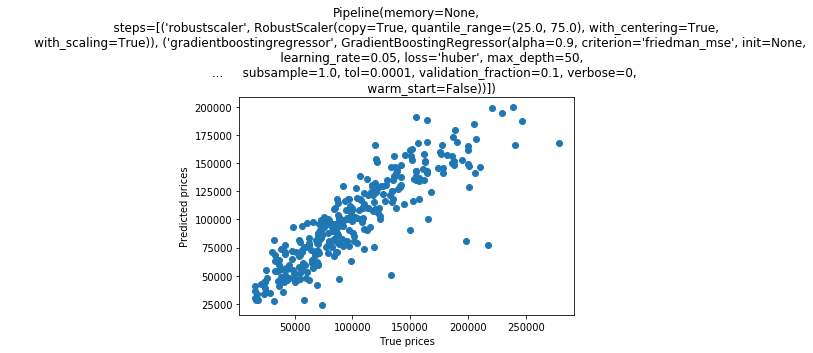 Pipeline(memory=None,
steps=[('robustscaler', RobustScaler(copy=True, quantile_range=(25.0, 75.0), with_centering=True,
with_scaling=True)), ('gradientboostingregressor', GradientBoostingRegressor(alpha=0.9, criterion='friedman_mse', init=None,
learning_rate=0.05, loss='huber', max_depth=50,
... subsample=1.0, tol=0.0001, validation_fraction=0.1, verbose=0,
warm_start=False))])
200000
175000
150000
125000
100000
75000
50000
25000
Predicted prices
50000 100000 150000 200000 250000
True prices